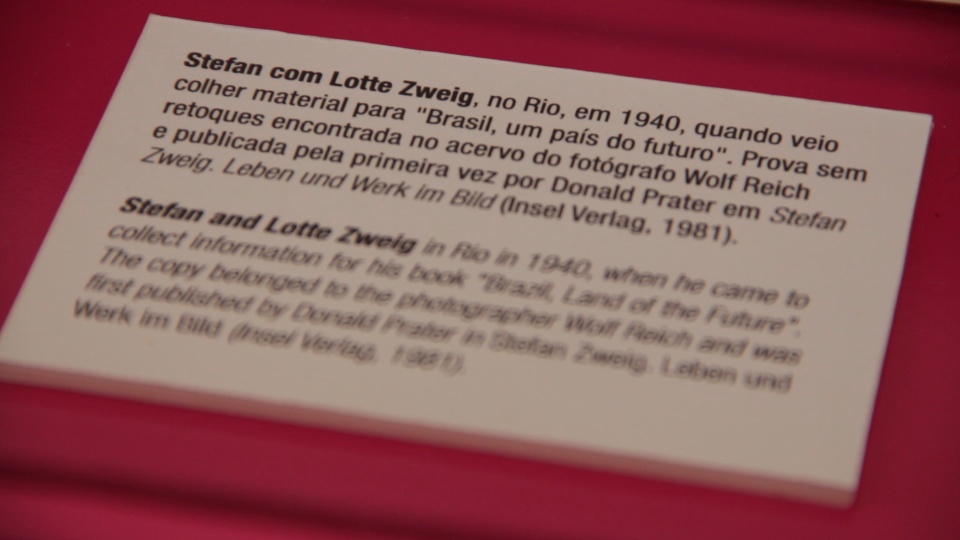 Stefan com Lotte Zweig, no Rio, em 1940, quando veio
colher material para "Brasil, um país do futuro". Prova sem
retoques encontrada no acervo do fotógrafo Wolf Reich
e publicada pela primeira vez por Donald Prater em Stefan
Zweig. Leben und Werk im Bild (Insel Verlag, 1981).
Stefan and Lotte Zweig in Rio in 1940, when he came to
collect information for his book "Brazil, Land of the Future".
The copy belonged to the photographer Wolf Reich and was
first published by Donald Prater in Stefan Zweig. Leben und
Werk im Bild (Insel Verlag, 1981).